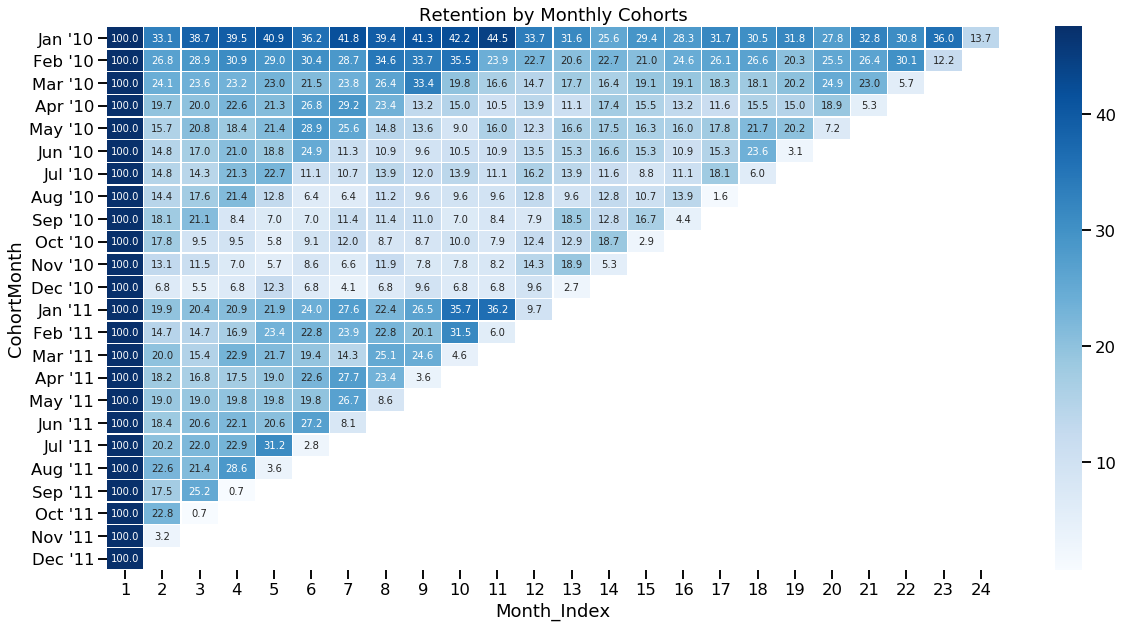 Retention by Monthly Cohorts
Jan '10 100.0 33.1 38.7 39.5 40.9 36.2 41.8 39.4 41.3 42.2 44.5 33.7 31.6 25.6 29.4 28.3 31.7 30.5 31.8 27.8 32.8 30.8 36.0 13.7
Feb '10 100.0 26.8 28.9 30.9 29.0 30.4 28.7 34.6 33.7 35.5 23.9 22.7 20.6 22.7 21.0 24.6 26.1 26.6 20.3 25.5 26.4 30.1 12.2
Mar '10 100.0 24.1 23.6 23.2 23.0 21.5 23.8 26.4 33.4 19.8 16.6 14.7 17.7 16.4 19.1 19.1 18.3 18.1 20.2 24.9 23.0 5.7
Apr '10 100.0 19.7 20.0 22.6 21.3 26.8 29.2 23.4 13.2 15.0 10.5 13.9 11.1 17.4 15.5 13.2 11.6 15.5 15.0 18.9 5.3
May '10 100.0 15.7 20.8 18.4 21.4 28.9 25.6 14.8 13.6 9.0 16.0 12.3 16.6 17.5 16.3 16.0 17.8 21.7 20.2 7.2
Jun '10 100.0 14.8 17.0 21.0 18.8 24.9 11.3 10.9 9.6 10.5 10.9 13.5 15.3 16.6 15.3 10.9 15.3 23.6 3.1
Jul '10 100.0 14.8 14.3 21.3 22.7 11.1 10.7 13.9 12.0 13.9 11.1 16.2 13.9 11.6 8.8 11.1 18.1 6.0
Aug '10 100.0 14.4 17.6 21.4 12.8 6.4 6.4 11.2 9.6 9.6 9.6 12.8 9.6 12.8 10.7 13.9 1.6
Sep '10 100.0 18.1 21.1 8.4 7.0 7.0 11.4 11.4 11.0 7.0 8.4 7.9 18.5 12.8 16.7 4.4
Oct '10 100.0 17.8 9.5 9.5 5.8 9.1 12.0 8.7 8.7 10.0 7.9 12.4 12.9 18.7 2.9
Nov '10 100.0 13.1 11.5 7.0 5.7 8.6 6.6 11.9 7.8 7.8 8.2 14.3 18.9 5.3
Dec '10 100.0 6.8 5.5 6.8 12.3 6.8 4.1 6.8 9.6 6.8 6.8 9.6 2.7
Jan '11 100.0 19.9 20.4 20.9 21.9 24.0 27.6 22.4 26.5 35.7 36.2 9.7
Feb '11 100.0 14.7 14.7 16.9 23.4 22.8 23.9 22.8 20.1 31.5 6.0
Mar '11 100.0 20.0 15.4 22.9 21.7 19.4 14.3 25.1 24.6 4.6
Apr '11 100.0 18.2 16.8 17.5 19.0 22.6 27.7 23.4 3.6
May '11 100.0 19.0 19.0 19.8 19.8 19.8 26.7 8.6
Jun '11 100.0 18.4 20.6 22.1 20.6 27.2 8.1
Jul '11 100.0 20.2 22.0 22.9 31.2 2.8
Aug '11 100.0 22.6 21.4 28.6 3.6
Sep '11 100.0 17.5 25.2 0.7
Oct '11 100.0 22.8 0.7
Nov '11 100.0 3.2
Dec '11 100.0
1 2 3 4 5 6 7 8 9 10 11 12 13 14 15 16 17 18 19 20 21 22 23 24
Month_Index
CohortMonth
40
30
20
10